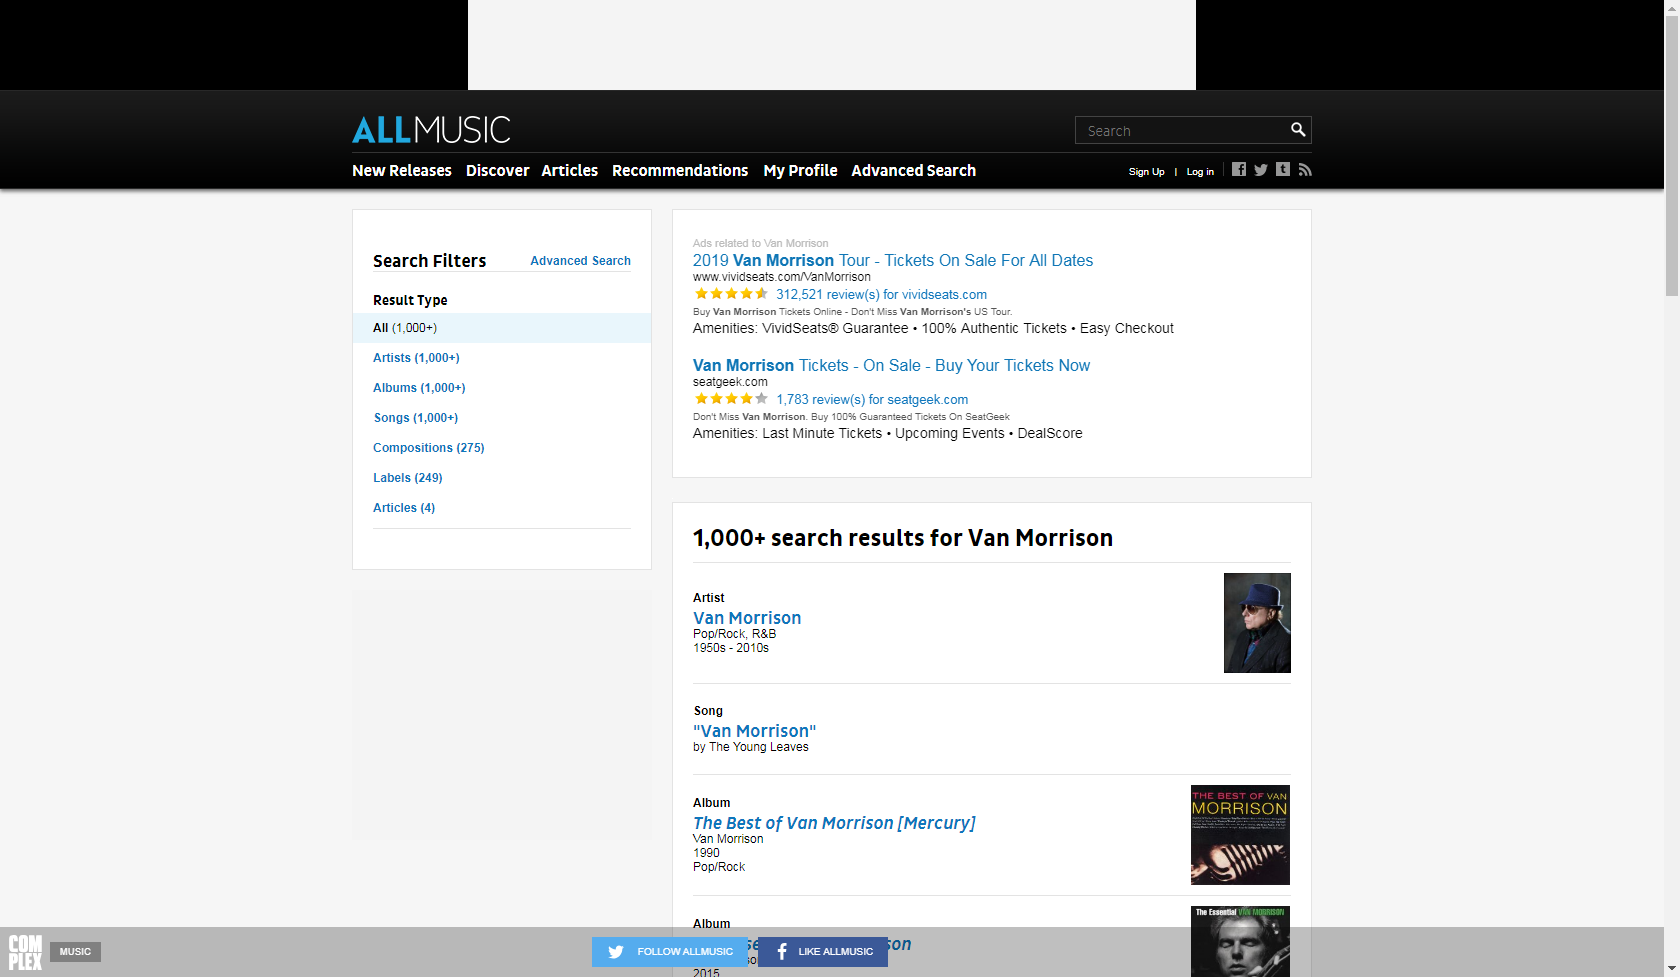 ALLMUSIC
Search
New Releases Discover Articles Recommendations My Profile Advanced Search
Sign Up | Log in
Search Filters Advanced Search
Result Type
All (1,000+)
Artists (1,000+)
Albums (1,000+)
Songs (1,000+)
Compositions (275)
Labels (249)
Articles (4)
Ads related to Van Morrison
2019 Van Morrison Tour - Tickets On Sale For All Dates
www.vividseats.com/VanMorrison
312,521 review(s) for vividseats.com
Buy Van Morrison Tickets Online - Don't Miss Van Morrison's US Tour.
Amenities: VividSeats® Guarantee • 100% Authentic Tickets • Easy Checkout
Van Morrison Tickets - On Sale - Buy Your Tickets Now
seatgeek.com
1,783 review(s) for seatgeek.com
Don't Miss Van Morrison. Buy 100% Guaranteed Tickets On SeatGeek
Amenities: Last Minute Tickets • Upcoming Events • DealScore
1,000+ search results for Van Morrison
Artist
Van Morrison
Pop/Rock, R&B
1950s - 2010s
Song
"Van Morrison"
by The Young Leaves
Album
The Best of Van Morrison [Mercury]
Van Morrison
1990
Pop/Rock
THE BEST OF VAN
MORRISON
Album
2015
The Essential VAN MORRISON
COMPLEX
MUSIC
FOLLOW ALLMUSIC
LIKE ALLMUSIC